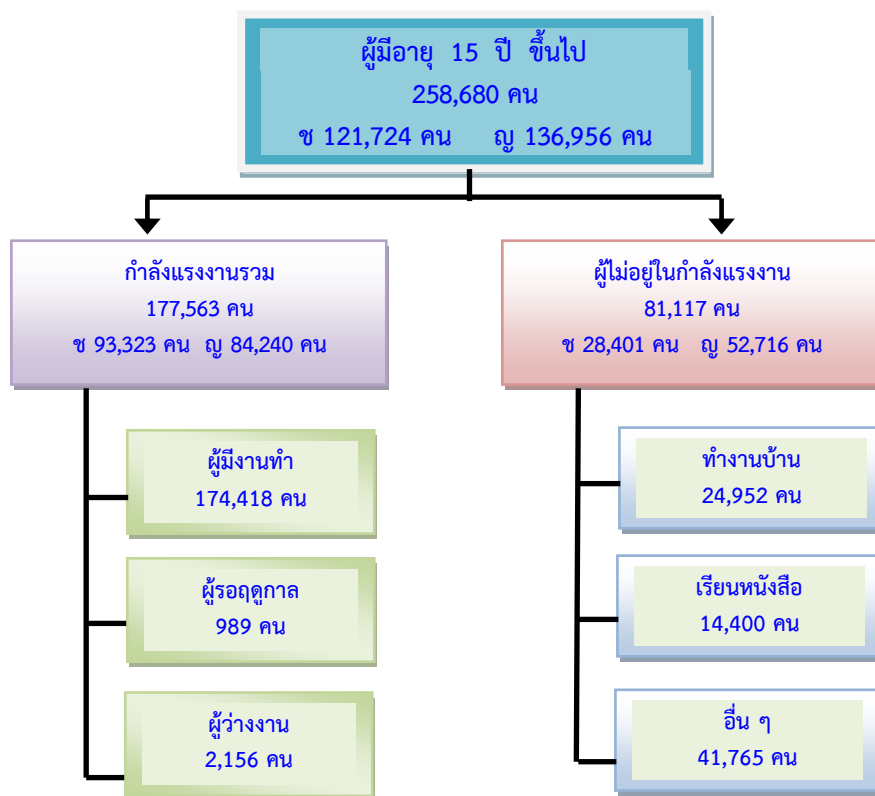 ผู้มีอายุ 15 ปี ขึ้นไป
258,680 คน
ช 121,724 คน ญ 136,956 คน
กำลังแรงงานรวม
177,563 คน
ช 93,323 คน ญ 84,240 คน
ผู้ไม่อยู่ในกำลังแรงงาน
81,117 คน
ช 28,401 คน ญ 52,716 คน
ผู้มีงานทำ
174,418 คน
ผู้รอฤดูกาล
989 คน
ผู้ว่างงาน
2,156 คน
ทำงานบ้าน
24,952 คน
เรียนหนังสือ
14,400 คน
อื่น ๆ
41,765 คน